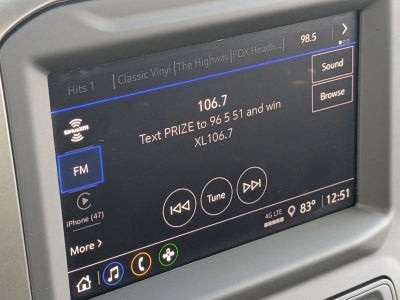 Hits 1 Classic Vinyl The Highway FOX Headli... 98.5
Sound
Browse
106.7
Text PRIZE to 96 5 51 and win
XL106.7
SiriusXM
FM
iPhone (47)
Tune
More
4G LTE 83° 12:51